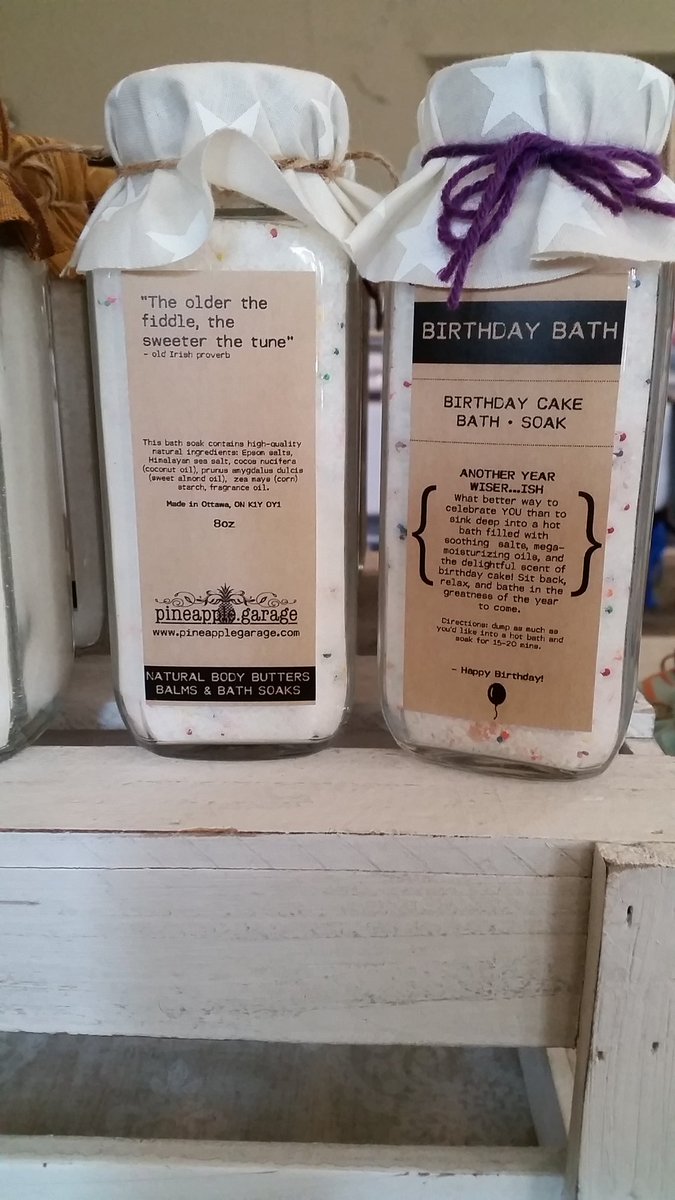 "The older the
fiddle, the
sweeter the tune"
- old Irish proverb
This bath soak contains high-quality
natural ingredients: Epsom salts,
Himalayan sea salt, cocos nucifera
(coconut oil), prunus amygdalus dulcis
(sweet almond oil), zea mays (corn)
starch, fragrance oil.
Made in Ottawa, ON K1Y OY1
8oz
pineapple garage
www.pineapplegarage.com
NATURAL BODY BUTTERS
BALMS & BATH SOAKS
BIRTHDAY BATH
BIRTHDAY CAKE
BATH • SOAK
ANOTHER YEAR
WISER...ISH
What better way to
celebrate YOU than to
sink deep into a hot
bath filled with
soothing salts, mega-
moisturizing oils, and
the delightful scent of
birthday cake! Sit back,
relax, and bathe in the
greatness of the year
to come.
Directions: dump as much as
you'd like into a hot bath and
soak for 15-20 mins.
- Happy Birthday!